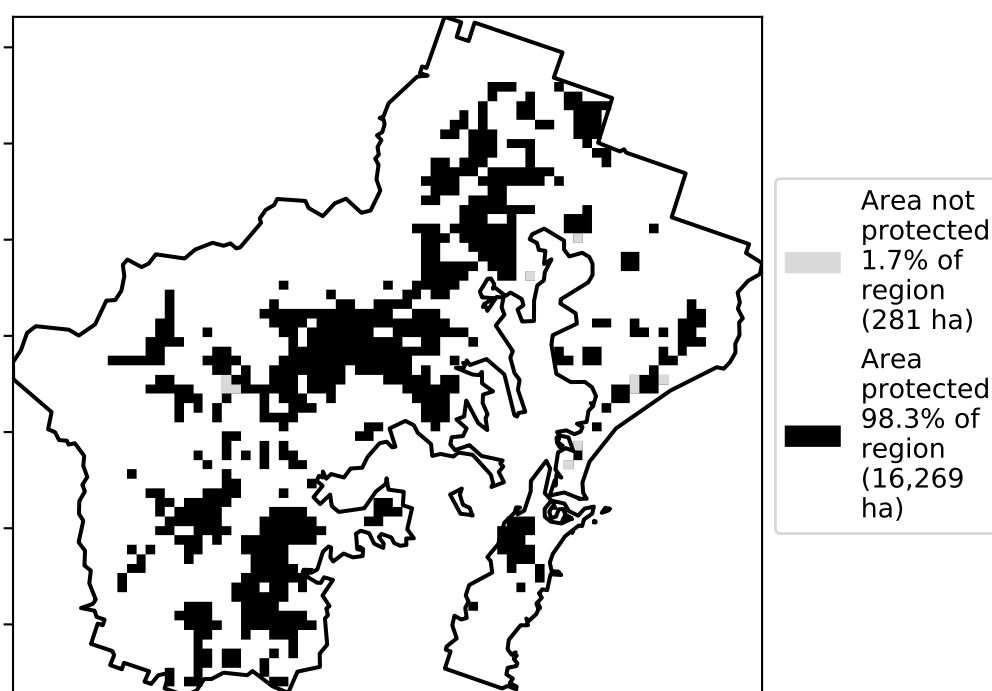 Area not
protected
1.7% of
region
(281 ha)
Area
protected
98.3% of
region
(16,269
ha)